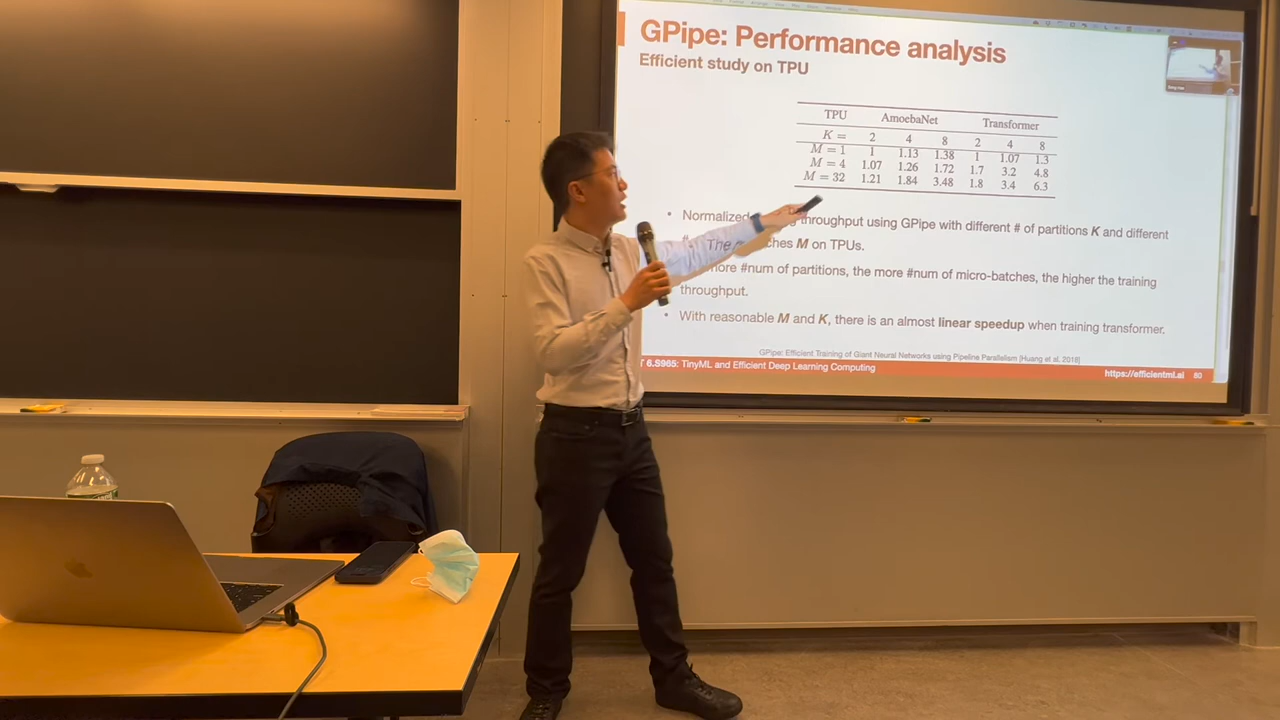 GPipe: Performance analysis
Efficient study on TPU
TPU AmoebaNet Transformer
K = 2 4 8 2 4 8
M = 1 1 1.13 1.38 1 1.07 1.3
M = 4 1.07 1.26 1.72 1.7 3.2 4.8
M = 32 1.21 1.84 3.48 1.8 3.4 6.3
• Normalized throughput using GPipe with different # of partitions K and different
# The ches M on TPUs.
more #num of partitions, the more #num of micro-batches, the higher the training
throughput.
• With reasonable M and K, there is an almost linear speedup when training transformer.
GPipe: Efficient Training of Giant Neural Networks using Pipeline Parallelism [Huang et al. 2018]
T 6.S965: TinyML and Efficient Deep Learning Computing https://efficientml.ai 80